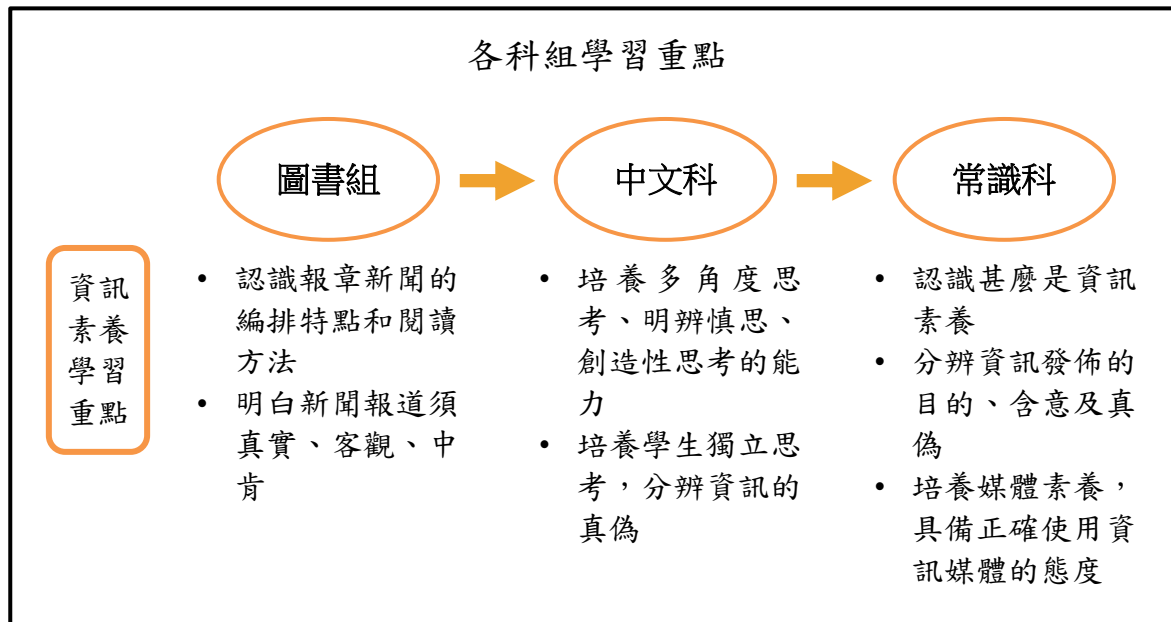 各科組學習重點
圖書組
中文科
常識科
資訊
素養
學習
重點
• 認識報章新聞的
編排特點和閱讀
方法
• 明白新聞報道須
真實、客觀、中
肯
• 培養多角度思
考、明辨慎思、
創造性思考的能
力
• 培養學生獨立思
考，分辨資訊的
真偽
• 認識甚麼是資訊
素養
• 分辨資訊發佈的
目的、含意及真
偽
• 培養媒體素養，
具備正確使用資
訊媒體的態度